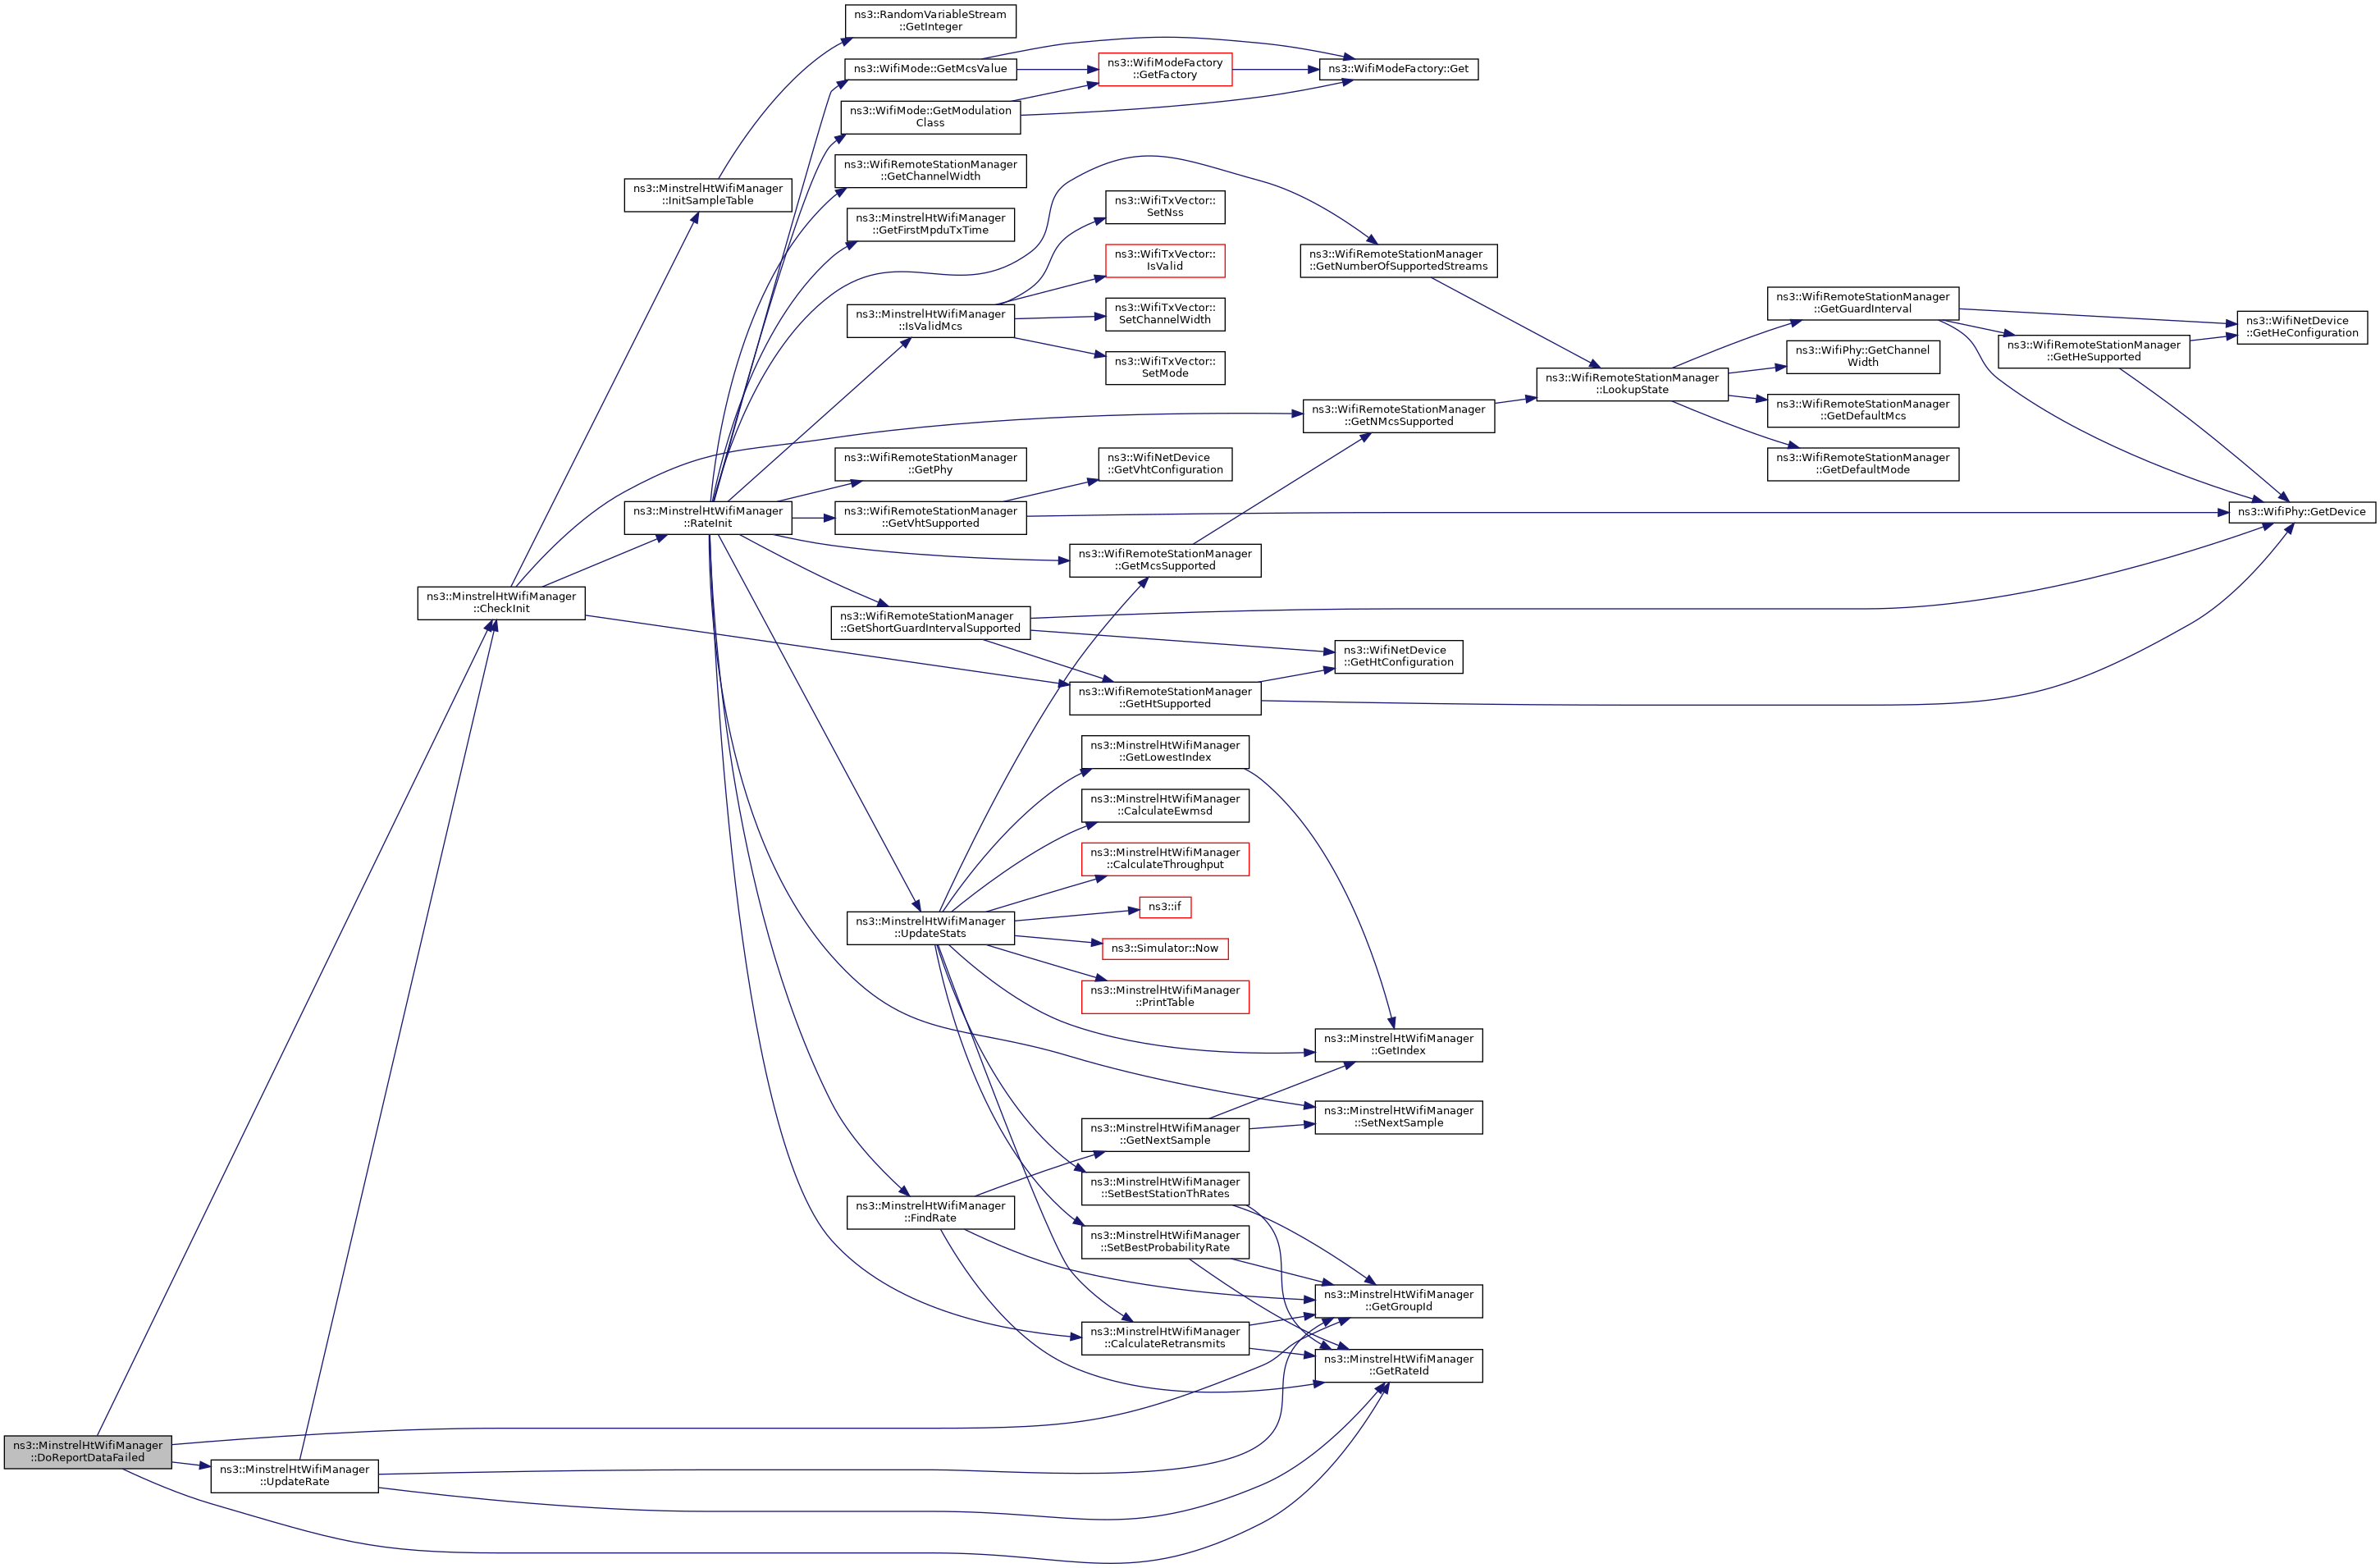 ns3::RandomVariableStream
::GetInteger
ns3::WifiMode::GetMcsValue
ns3::WifiModeFactory
::GetFactory
ns3::WifiModeFactory::Get
ns3::WifiMode::GetModulation
Class
ns3::WifiRemoteStationManager
::GetChannelWidth
ns3::MinstrelHtWifiManager
::InitSampleTable
ns3::WifiTxVector::
SetNss
ns3::MinstrelHtWifiManager
::GetFirstMpduTxTime
ns3::WifiTxVector::
IsValid
ns3::WifiRemoteStationManager
::GetNumberOfSupportedStreams
ns3::MinstrelHtWifiManager
::IsValidMcs
ns3::WifiTxVector::
SetChannelWidth
ns3::WifiRemoteStationManager
::GetGuardInterval
ns3::WifiNetDevice
::GetHeConfiguration
ns3::WifiTxVector::
SetMode
ns3::WifiPhy::GetChannel
Width
ns3::WifiRemoteStationManager
::GetHeSupported
ns3::WifiRemoteStationManager
::LookupState
ns3::WifiRemoteStationManager
::GetNMcsSupported
ns3::WifiRemoteStationManager
::GetDefaultMcs
ns3::WifiRemoteStationManager
::GetPhy
ns3::WifiNetDevice
::GetVhtConfiguration
ns3::WifiRemoteStationManager
::GetDefaultMode
ns3::MinstrelHtWifiManager
::RateInit
ns3::WifiRemoteStationManager
::GetVhtSupported
ns3::WifiPhy::GetDevice
ns3::WifiRemoteStationManager
::GetMcsSupported
ns3::MinstrelHtWifiManager
::CheckInit
ns3::WifiRemoteStationManager
::GetShortGuardIntervalSupported
ns3::WifiNetDevice
::GetHtConfiguration
ns3::WifiRemoteStationManager
::GetHtSupported
ns3::MinstrelHtWifiManager
::GetLowestIndex
ns3::MinstrelHtWifiManager
::CalculateEwmsd
ns3::MinstrelHtWifiManager
::CalculateThroughput
ns3::if
ns3::MinstrelHtWifiManager
::UpdateStats
ns3::Simulator::Now
ns3::MinstrelHtWifiManager
::PrintTable
ns3::MinstrelHtWifiManager
::GetIndex
ns3::MinstrelHtWifiManager
::SetNextSample
ns3::MinstrelHtWifiManager
::GetNextSample
ns3::MinstrelHtWifiManager
::SetBestStationThRates
ns3::MinstrelHtWifiManager
::FindRate
ns3::MinstrelHtWifiManager
::SetBestProbabilityRate
ns3::MinstrelHtWifiManager
::GetGroupId
ns3::MinstrelHtWifiManager
::CalculateRetransmits
ns3::MinstrelHtWifiManager
::GetRateId
ns3::MinstrelHtWifiManager
::DoReportDataFailed
ns3::MinstrelHtWifiManager
::UpdateRate